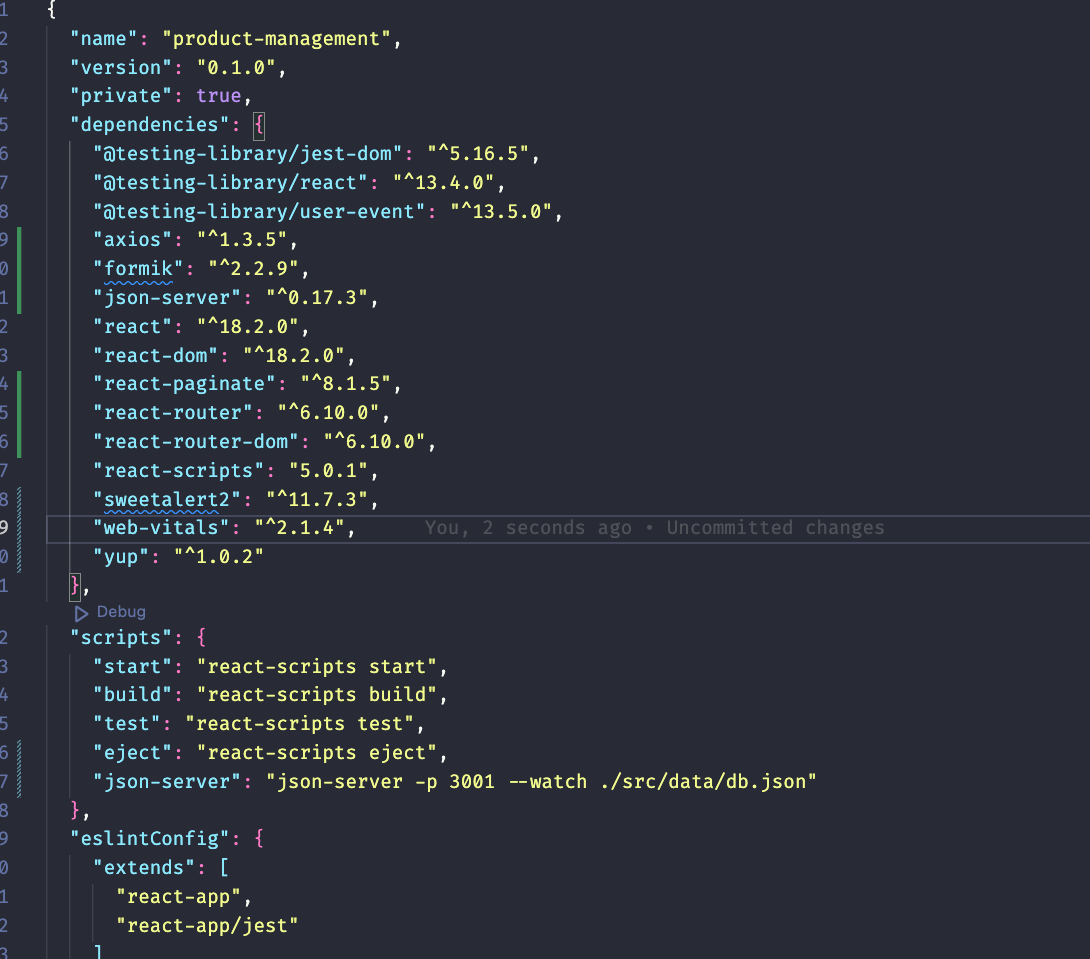 1 {
2 "name": "product-management",
3 "version": "0.1.0",
4 "private": true,
5 "dependencies": {
6 "@testing-library/jest-dom": "^5.16.5",
7 "@testing-library/react": "^13.4.0",
8 "@testing-library/user-event": "^13.5.0",
9 "axios": "^1.3.5",
0 "formik": "^2.2.9",
1 "json-server": "^0.17.3",
2 "react": "^18.2.0",
3 "react-dom": "^18.2.0",
4 "react-paginate": "^8.1.5",
5 "react-router": "^6.10.0",
6 "react-router-dom": "^6.10.0",
7 "react-scripts": "5.0.1",
8 "sweetalert2": "^11.7.3",
9 "web-vitals": "^2.1.4", You, 2 seconds ago • Uncommitted changes
0 "yup": "^1.0.2"
1 },
Debug
2 "scripts": {
3 "start": "react-scripts start",
4 "build": "react-scripts build",
5 "test": "react-scripts test",
6 "eject": "react-scripts eject",
7 "json-server": "json-server -p 3001 --watch ./src/data/db.json"
8 },
9 "eslintConfig": {
0 "extends": [
1 "react-app",
2 "react-app/jest"
3 ]